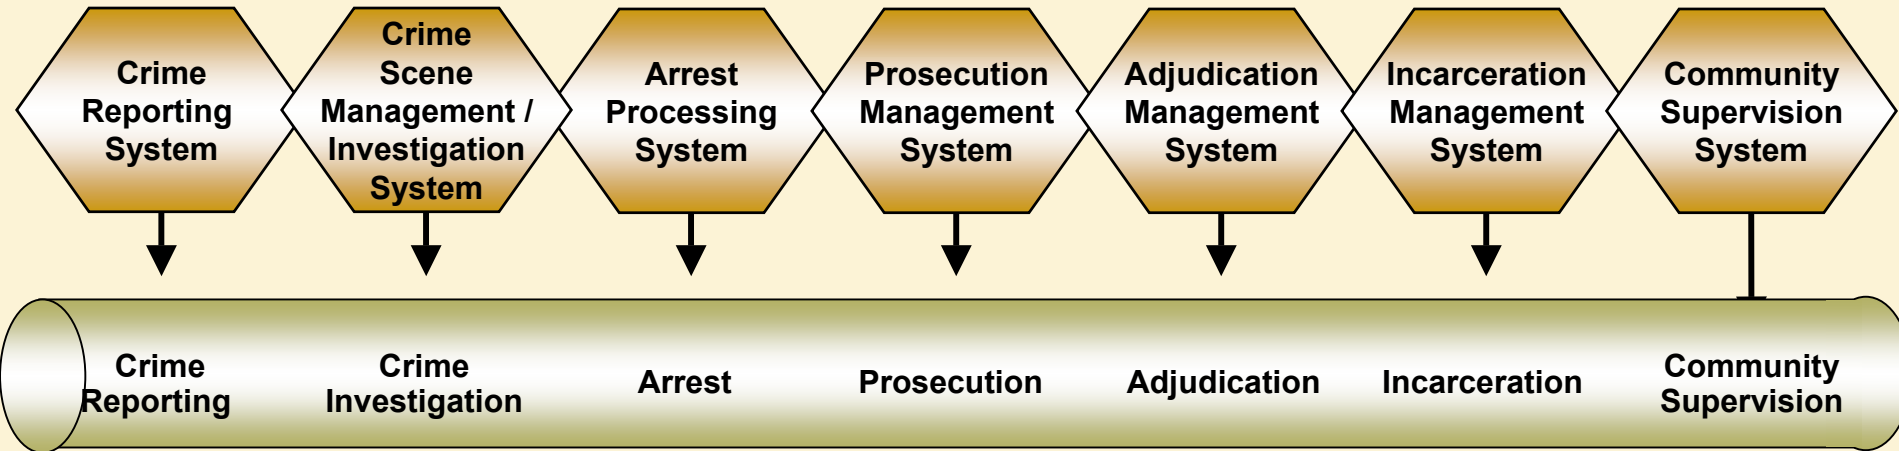 Crime
Reporting
System
Crime
Scene
Management /
Investigation
System
Arrest
Processing
System
Prosecution
Management
System
Adjudication
Management
System
Incarceration
Management
System
Community
Supervision
System
Crime
Reporting
Crime
Investigation
Arrest
Prosecution
Adjudication
Incarceration
Community
Supervision